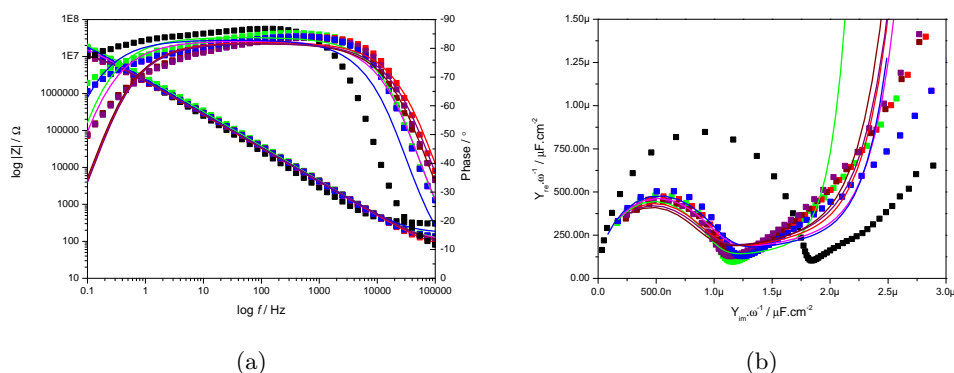 1E8
1E7
1000000
100000
10000
1000
100
10
log |Z| / Ω
-90
-80
-70
-60
-50
-40
-30
-20
-10
0
Phase / °
0.1 1 10 100 1000 10000 100000
log f / Hz
(a)
1.50μ
1.25μ
1.00μ
750.00n
500.00n
250.00n
0.00
Y_re.ω^-1 / μF.cm^-2
0.0 500.0n 1.0μ 1.5μ 2.0μ 2.5μ 3.0μ
Y_im.ω^-1 / μF.cm^-2
(b)